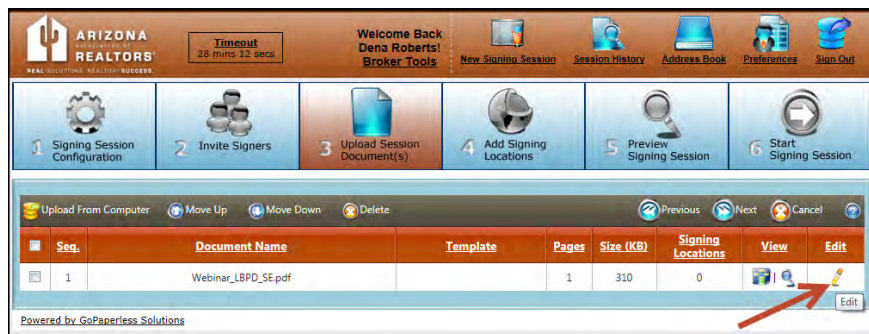 ARIZONA
association of
REALTORS®
REAL SOLUTIONS. REALTOR® SUCCESS.
Timeout
28 mins 12 secs
Welcome Back
Dena Roberts!
Broker Tools
New Signing Session
Session History
Address Book
Preferences
Sign Out
1 Signing Session
Configuration
2 Invite Signers
3 Upload Session
Document(s)
4 Add Signing
Locations
5 Preview
Signing Session
6 Start
Signing Session
Upload From Computer Move Up Move Down Delete Previous Next Cancel ?
Seq. Document Name Template Pages Size (KB) Signing
Locations View Edit
1 Webinar_LBPD_SE.pdf 1 310 0 |
Edit
Powered by GoPaperless Solutions